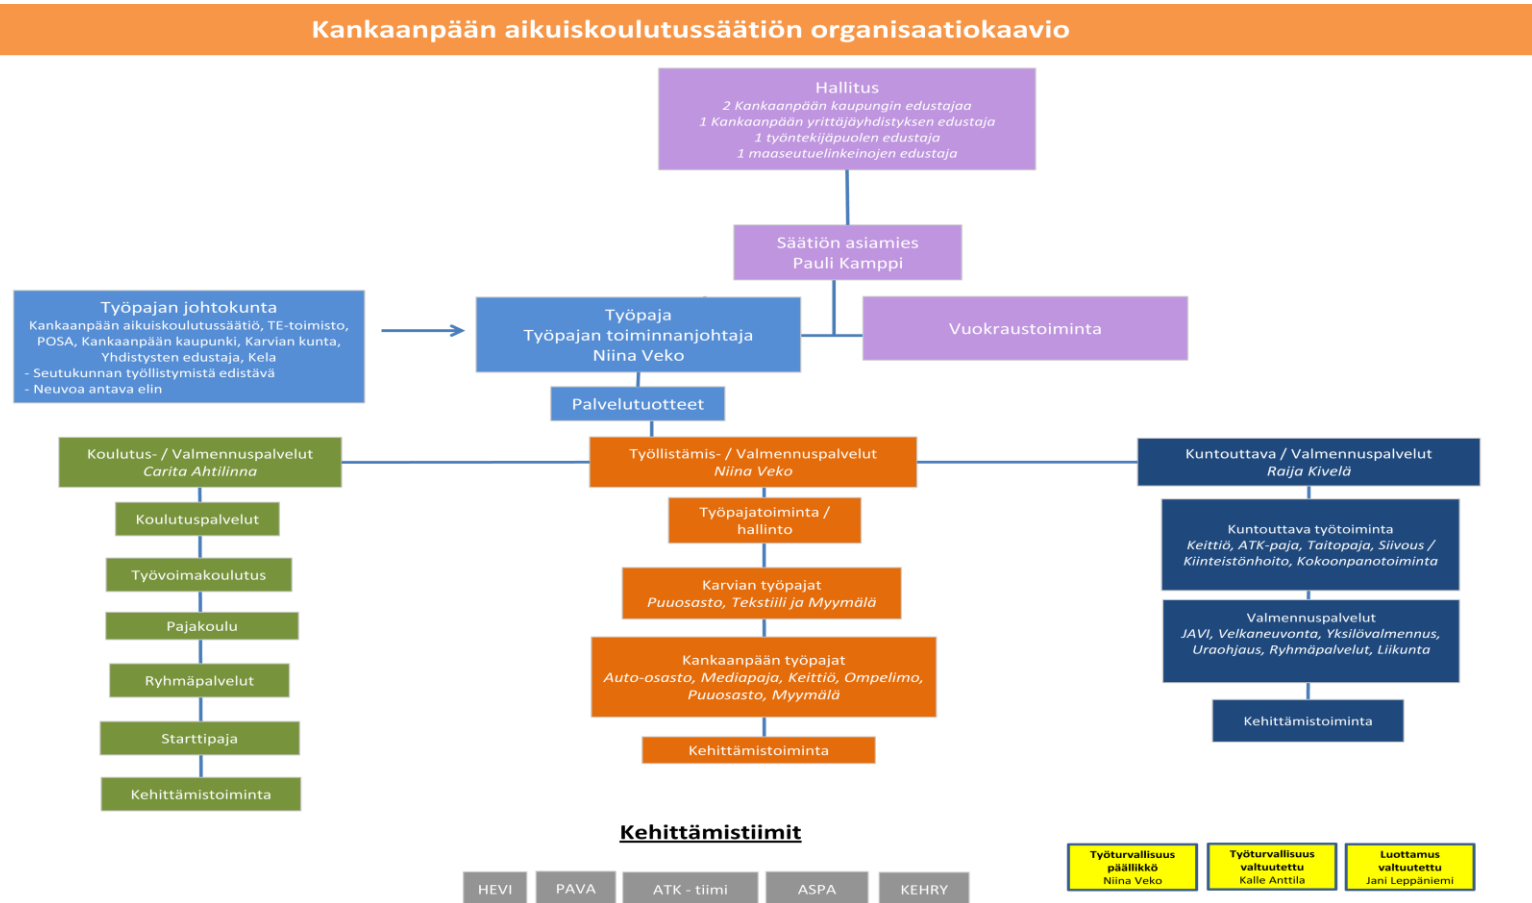 Kankaanpään aikuiskoulutussäätiön organisaatiokaavio
Hallitus
2 Kankaanpään kaupungin edustajaa
1 Kankaanpään yrittäjäyhdistyksen edustaja
1 työntekijäpuolen edustaja
1 maaseutuelinkeinojen edustaja
Säätiön asiamies
Pauli Kamppi
Työpajan johtokunta
Kankaanpään aikuiskoulutussäätiö, TE-toimisto,
POSA, Kankaanpään kaupunki, Karvian kunta,
Yhdistysten edustaja, Kela
- Seutukunnan työllistymistä edistävä
- Neuvoa antava elin
Työpaja
Työpajan toiminnanjohtaja
Niina Veko
Vuokraustoiminta
Palvelutuotteet
Koulutus- / Valmennuspalvelut
Carita Ahtilinna
Koulutuspalvelut
Työvoimakoulutus
Pajakoulu
Ryhmäpalvelut
Starttipaja
Kehittämistoiminta
Työllistämis- / Valmennuspalvelut
Niina Veko
Työpajatoiminta /
hallinto
Karvian työpajat
Puuosasto, Tekstiili ja Myymälä
Kankaanpään työpajat
Auto-osasto, Mediapaja, Keittiö, Ompelimo,
Puuosasto, Myymälä
Kehittämistoiminta
Kuntouttava / Valmennuspalvelut
Raija Kivelä
Kuntouttava työtoiminta
Keittiö, ATK-paja, Taitopaja, Siivous /
Kiinteistönhoito, Kokoonpanotoiminta
Valmennuspalvelut
JAVI, Velkaneuvonta, Yksilövalmennus,
Uraohjaus, Ryhmäpalvelut, Liikunta
Kehittämistoiminta
Kehittämistiimit
HEVI
PAVA
ATK - tiimi
ASPA
KEHRY
Työturvallisuus
päällikkö
Niina Veko
Työturvallisuus
valtuutettu
Kalle Anttila
Luottamus
valtuutettu
Jani Leppäniemi